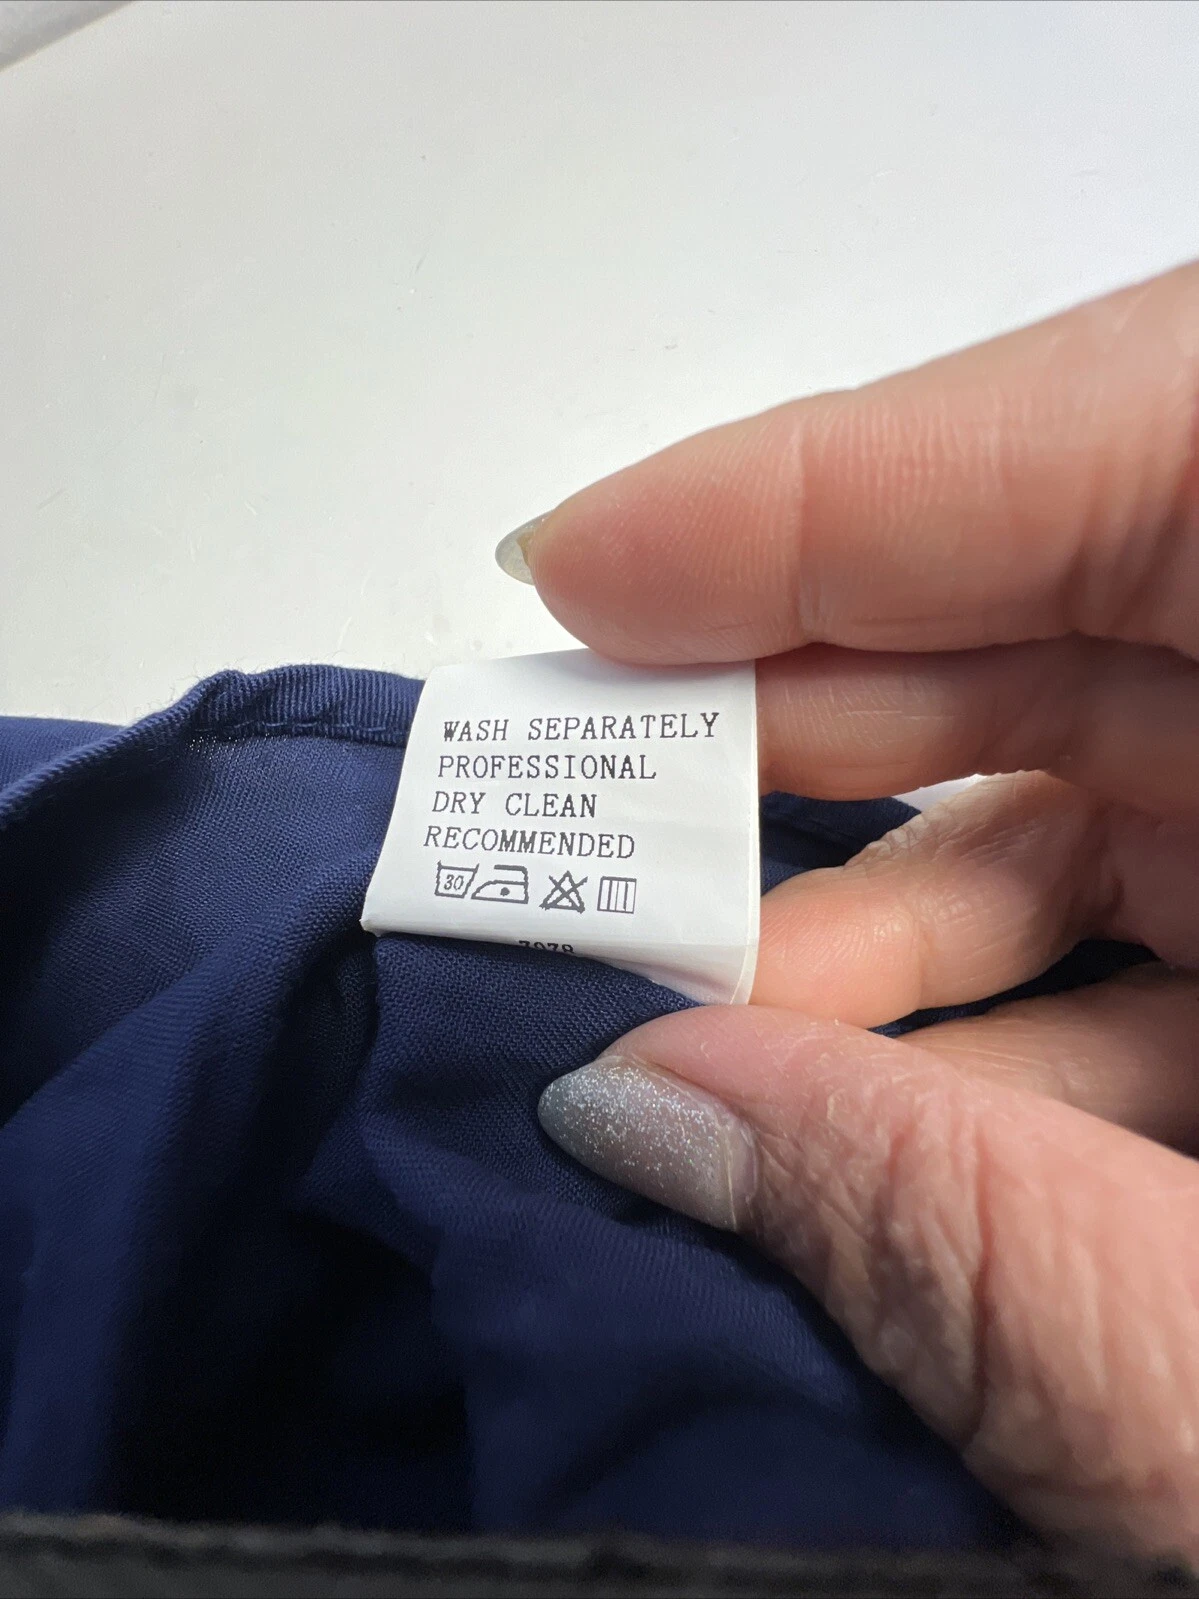 WASH SEPARATELY
PROFESSIONAL
DRY CLEAN
RECOMMENDED
30